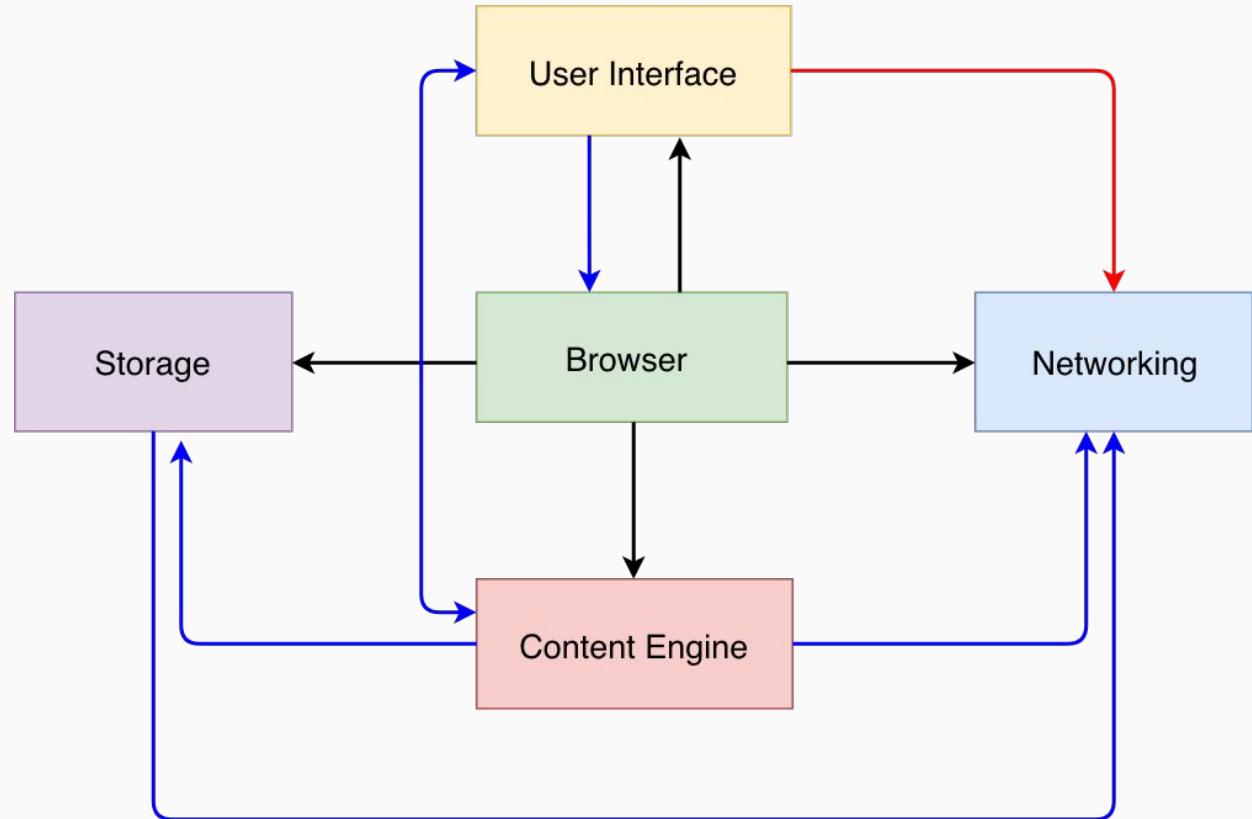 User Interface
Storage
Browser
Networking
Content Engine